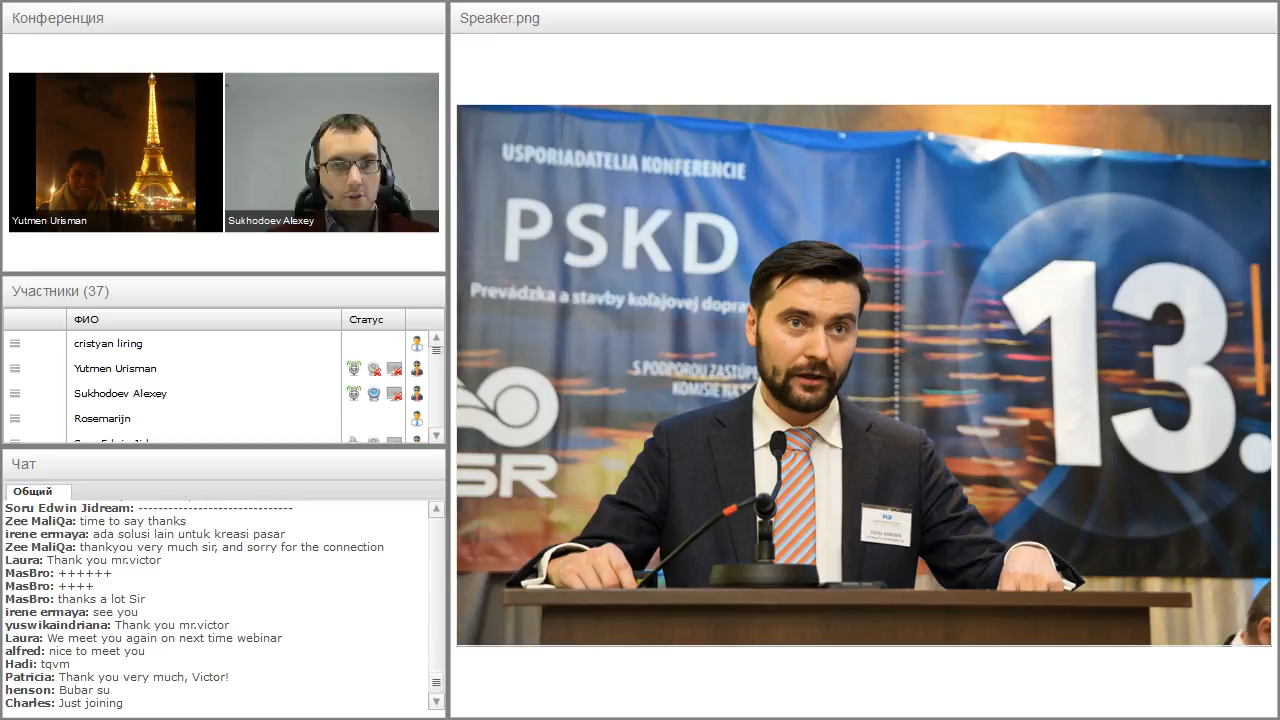 Конференция
Yutmen Urisman
Sukhodoev Alexey
Участники (37)
ФИО
Статус
cristyan liring
Yutmen Urisman
Sukhodoev Alexey
Rosemarijn
Чат
Общий
Soru Edwin Jidream: ------------------------------
Zee MaliQa: time to say thanks
irene ermaya: ada solusi lain untuk kreasi pasar
Zee MaliQa: thankyou very much sir, and sorry for the connection
Laura: Thank you mr.victor
MasBro: ++++++
MasBro: ++++
MasBro: thanks a lot Sir
irene ermaya: see you
yuswikaindriana: Thank you mr.victor
Laura: We meet you again on next time webinar
alfred: nice to meet you
Hadi: tqvm
Patricia: Thank you very much, Victor!
henson: Bubar su
Charles: Just joining
Speaker.png
USPORIADATELIA KONFERENCIE
PSKD
Prevádzka a stavby koľajovej
S PODPOROU
KOMISIE
SR
13.
PKD